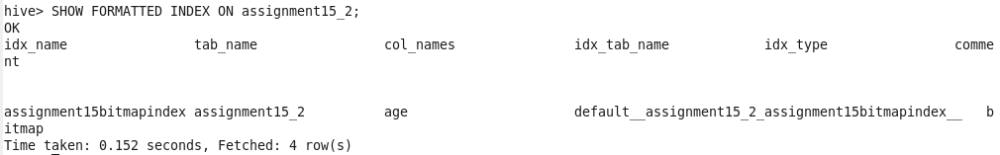 hive> SHOW FORMATTED INDEX ON assignment15_2;
OK
idx_name                tab_name                col_names               idx_tab_name            idx_type                comme
nt


assignment15bitmapindex assignment15_2          age                     default__assignment15_2_assignment15bitmapindex__   b
itmap
Time taken: 0.152 seconds, Fetched: 4 row(s)